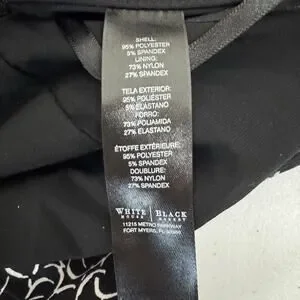 SHELL:
95% POLYESTER
5% SPANDEX
LINING:
73% NYLON
27% SPANDEX
TELA EXTERIOR:
95% POLIÉSTER
5% ELASTANO
FORRO:
73% POLIAMIDA
27% ELASTANO
ÉTOFFE EXTÉRIEURE:
95% POLYESTER
5% SPANDEX
DOUBLURE:
73% NYLON
27% SPANDEX
WHITE | BLACK
HOUSE MARKET
11215 METRO PARKWAY
FORT MYERS, FL